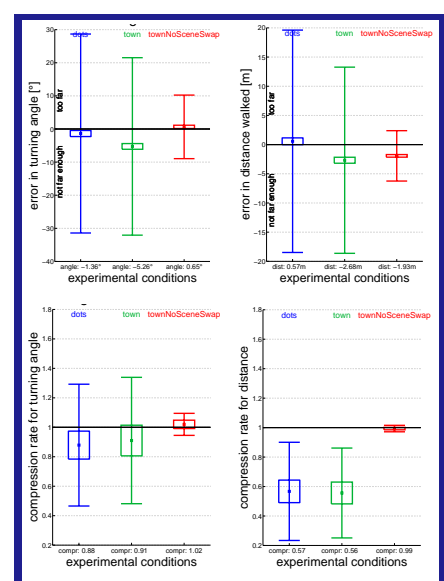 dots town townNoSceneSwap
30
20
10
0
−10
−20
−30
−40
error in turning angle [°]
too far
not far enough
angle: −1.36° angle: −5.26° angle: 0.65°
experimental conditions
dots town townNoSceneSwap
20
15
10
5
0
−5
−10
−15
−20
error in distance walked [m]
too far
not far enough
dist: 0.57m dist: −2.68m dist: −1.93m
experimental conditions
dots town townNoSceneSwap
1.8
1.6
1.4
1.2
1
0.8
0.6
0.4
0.2
compression rate for turning angle
compr: 0.88 compr: 0.91 compr: 1.02
experimental conditions
dots town townNoSceneSwap
1.8
1.6
1.4
1.2
1
0.8
0.6
0.4
0.2
compression rate for distance
compr: 0.57 compr: 0.56 compr: 0.99
experimental conditions